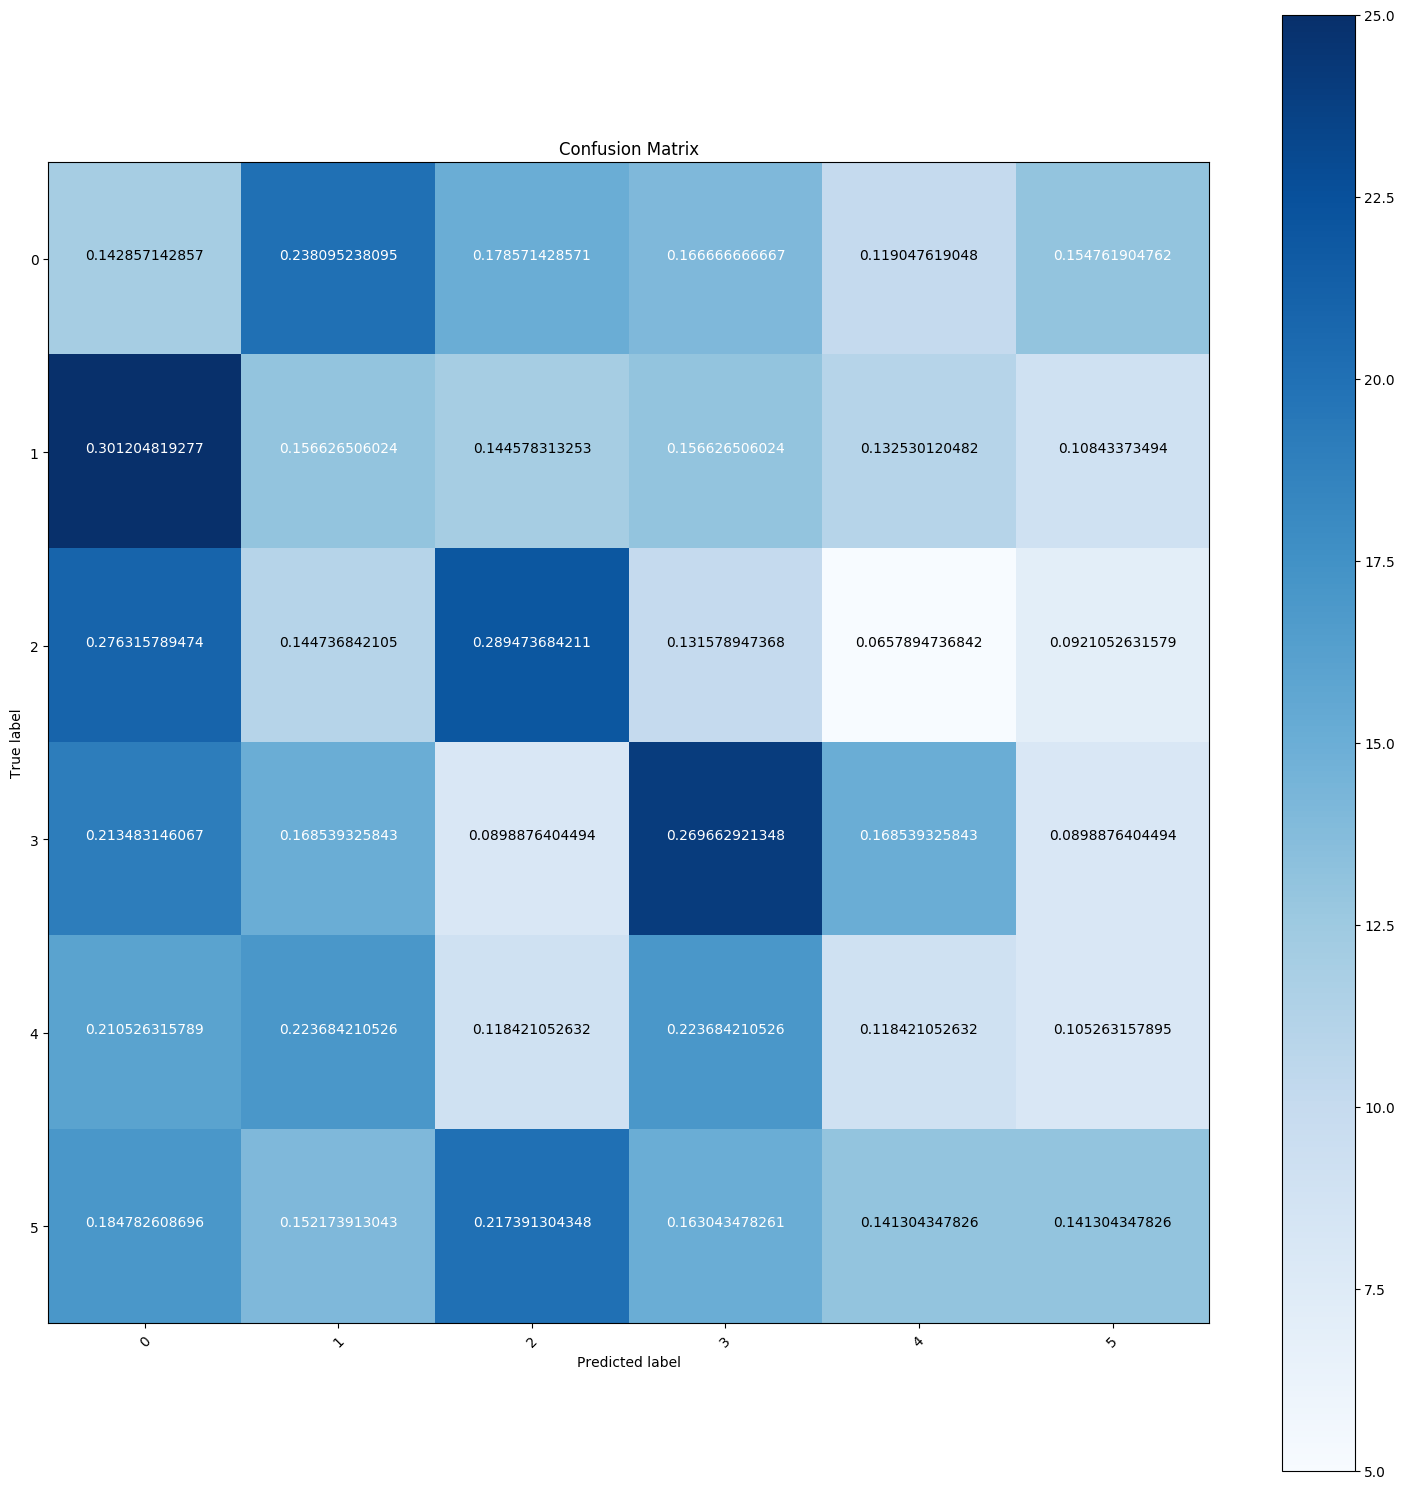 Confusion Matrix
25.0
22.5
20.0
17.5
15.0
12.5
10.0
7.5
5.0
True label
0 0.142857142857 0.238095238095 0.178571428571 0.166666666667 0.119047619048 0.154761904762
1 0.301204819277 0.156626506024 0.144578313253 0.156626506024 0.132530120482 0.10843373494
2 0.276315789474 0.144736842105 0.289473684211 0.131578947368 0.0657894736842 0.0921052631579
3 0.213483146067 0.168539325843 0.0898876404494 0.269662921348 0.168539325843 0.0898876404494
4 0.210526315789 0.223684210526 0.118421052632 0.223684210526 0.118421052632 0.105263157895
5 0.184782608696 0.152173913043 0.217391304348 0.163043478261 0.141304347826 0.141304347826
0 1 2 3 4 5
Predicted label